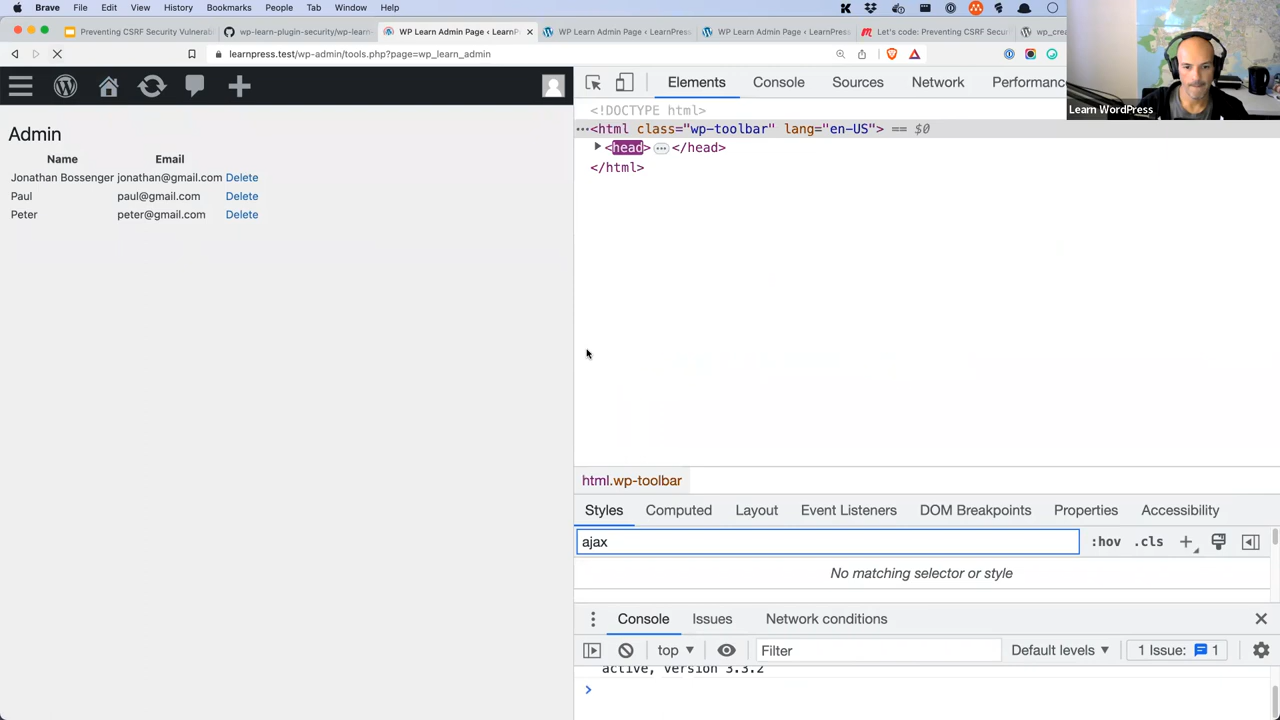 Brave File Edit View History Bookmarks People Tab Window Help
Preventing CSRF Security Vulnerab
wp-learn-plugin-security/wp-learn-
WP Learn Admin Page ‹ LearnP
WP Learn Admin Page ‹ LearnPress
WP Learn Admin Page ‹ LearnPress
Let's code: Preventing CSRF Secur
wp_crea
learnpress.test/wp-admin/tools.php?page=wp_learn_admin
Learn WordPress
Elements Console Sources Network Performanc
Admin
Name Email
Jonathan Bossenger jonathan@gmail.com Delete
Paul paul@gmail.com Delete
Peter peter@gmail.com Delete
<!DOCTYPE html>
<html class="wp-toolbar" lang="en-US"> == $0
<head> </head>
</html>
html.wp-toolbar
Styles Computed Layout Event Listeners DOM Breakpoints Properties Accessibility
ajax :hov .cls
No matching selector or style
Console Issues Network conditions
top Filter Default levels 1 Issue: 1
active, version 3.3.2